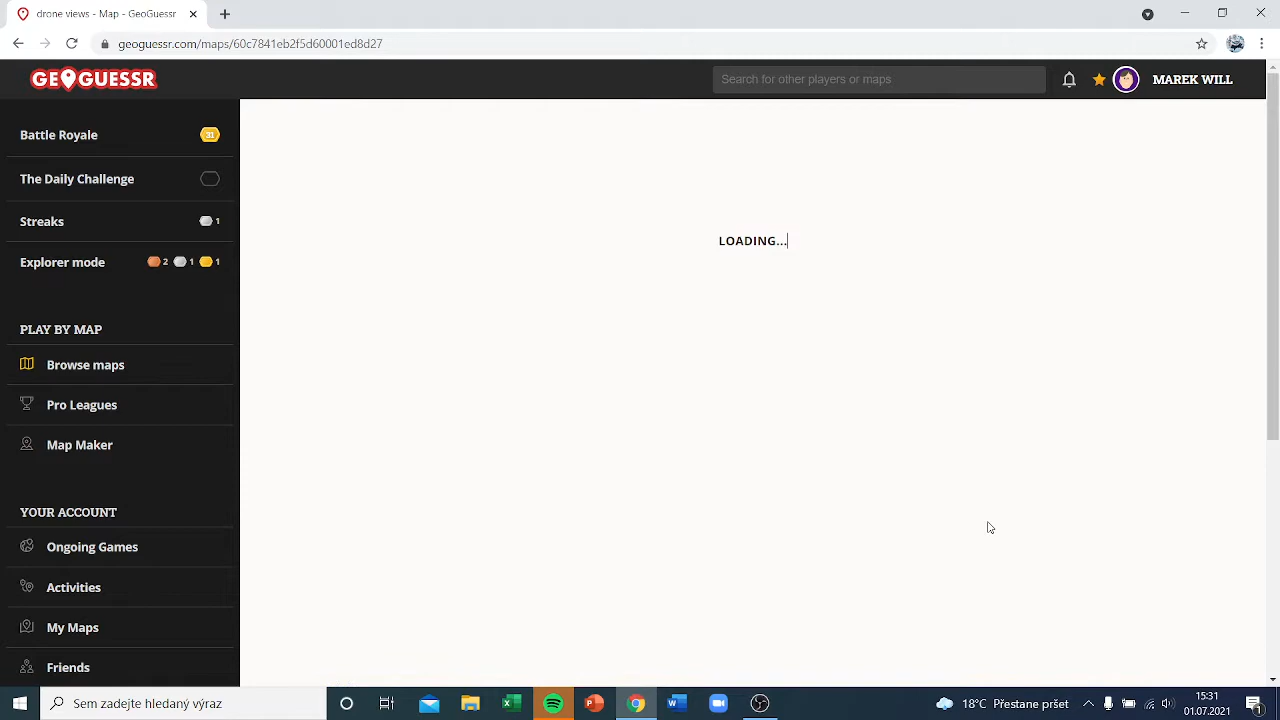 drone views - Map - GeoGuessr
geoguessr.com/maps/60c7841eb2f5d60001ed8d27
GEOGUESSR
Search for other players or maps
MAREK WILL
Battle Royale
31
The Daily Challenge
Streaks
1
Explorer mode
2 1 1
PLAY BY MAP
Browse maps
Pro Leagues
Map Maker
YOUR ACCOUNT
Ongoing Games
Activities
My Maps
Friends
LOADING...
Sem zadejte hledaný výraz
18°C Přestane pršet
15:31
01.07.2021
1